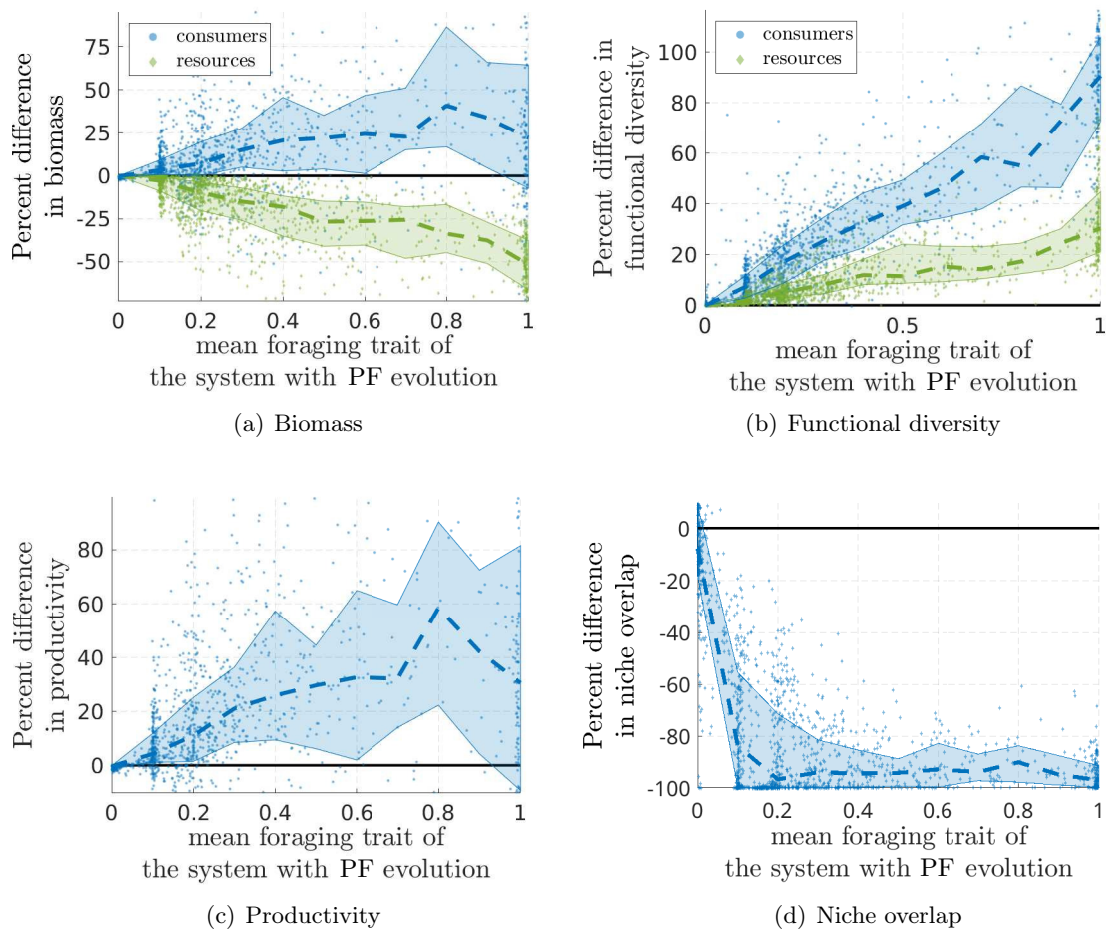 consumers
resources
Percent difference
in biomass
75
50
25
0
-25
-50
0
0.2
0.4
0.6
0.8
1
mean foraging trait of
the system with PF evolution
(a) Biomass
consumers
resources
Percent difference in
functional diversity
100
80
60
40
20
0
0
0.5
1
mean foraging trait of
the system with PF evolution
(b) Functional diversity
Percent difference
in productivity
80
60
40
20
0
0
0.2
0.4
0.6
0.8
1
mean foraging trait of
the system with PF evolution
(c) Productivity
Percent difference
in niche overlap
0
-20
-40
-60
-80
-100
0
0.2
0.4
0.6
0.8
1
mean foraging trait of
the system with PF evolution
(d) Niche overlap